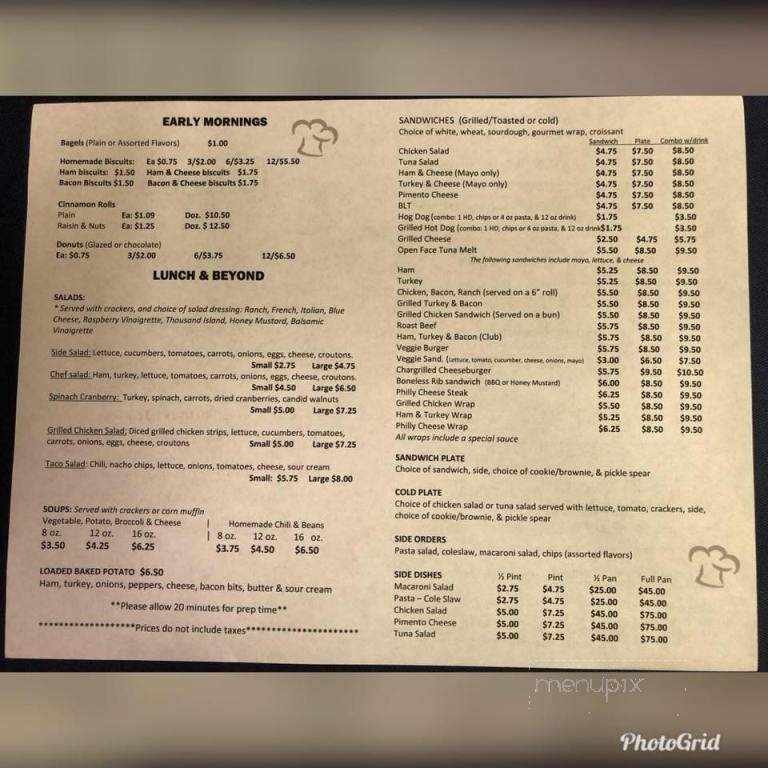 EARLY MORNINGS
Bagels (Plain or Assorted Flavors) $1.00
Homemade Biscuits: Ea $0.75 3/$2.00 6/$3.25 12/$5.50
Ham biscuits: $1.50 Ham & Cheese biscuits $1.75
Bacon Biscuits $1.50 Bacon & Cheese biscuits $1.75
Cinnamon Rolls
Plain Ea: $1.09 Doz. $10.50
Raisin & Nuts Ea: $1.25 Doz. $ 12.50
Donuts (Glazed or chocolate)
Ea: $0.75 3/$2.00 6/$3.75 12/$6.50
LUNCH & BEYOND
SALADS:
* Served with crackers, and choice of salad dressing: Ranch, French, Italian, Blue
Cheese, Raspberry Vinaigrette, Thousand Island, Honey Mustard, Balsamic
Vinaigrette
Side Salad: Lettuce, cucumbers, tomatoes, carrots, onions, eggs, cheese, croutons.
Small $2.75 Large $4.75
Chef salad: Ham, turkey, lettuce, tomatoes, carrots, onions, eggs, cheese, croutons.
Small $4.50 Large $6.50
Spinach Cranberry: Turkey, spinach, carrots, dried cranberries, candid walnuts
Small $5.00 Large $7.25
Grilled Chicken Salad: Diced grilled chicken strips, lettuce, cucumbers, tomatoes,
carrots, onions, eggs, cheese, croutons Small $5.00 Large $7.25
Taco Salad: Chili, nacho chips, lettuce, onions, tomatoes, cheese, sour cream
Small: $5.75 Large $8.00
SOUPS: Served with crackers or corn muffin
Vegetable, Potato, Broccoli & Cheese | Homemade Chili & Beans
8 oz. 12 oz. 16 oz. | 8 oz. 12 oz. 16 oz.
$3.50 $4.25 $6.25 $3.75 $4.50 $6.50
LOADED BAKED POTATO $6.50
Ham, turkey, onions, peppers, cheese, bacon bits, butter & sour cream
**Please allow 20 minutes for prep time**
********************Prices do not include taxes***********************
SANDWICHES (Grilled/Toasted or cold)
Choice of white, wheat, sourdough, gourmet wrap, croissant
Sandwich Plate Combo w/drink
Chicken Salad $4.75 $7.50 $8.50
Tuna Salad $4.75 $7.50 $8.50
Ham & Cheese (Mayo only) $4.75 $7.50 $8.50
Turkey & Cheese (Mayo only) $4.75 $7.50 $8.50
Pimento Cheese $4.75 $7.50 $8.50
BLT $4.75 $7.50 $8.50
Hog Dog (combo: 1 HD, chips or 4 oz pasta, & 12 oz drink) $1.75 $3.50
Grilled Hot Dog (combo: 1 HD, chips or 4 oz pasta, & 12 oz drink $1.75 $3.50
Grilled Cheese $2.50 $4.75 $5.75
Open Face Tuna Melt $5.50 $8.50 $9.50
The following sandwiches include mayo, lettuce, & cheese
Ham $5.25 $8.50 $9.50
Turkey $5.25 $8.50 $9.50
Chicken, Bacon, Ranch (served on a 6" roll) $5.50 $8.50 $9.50
Grilled Turkey & Bacon $5.50 $8.50 $9.50
Grilled Chicken Sandwich (Served on a bun) $5.50 $8.50 $9.50
Roast Beef $5.75 $8.50 $9.50
Ham, Turkey & Bacon (Club) $5.75 $8.50 $9.50
Veggie Burger $5.75 $8.50 $9.50
Veggie Sand. (Lettuce, tomato, cucumber, cheese, onions, mayo) $3.00 $6.50 $7.50
Chargrilled Cheeseburger $5.75 $9.50 $10.50
Boneless Rib sandwich (BBQ or Honey Mustard) $6.00 $8.50 $9.50
Philly Cheese Steak $6.25 $8.50 $9.50
Grilled Chicken Wrap $5.50 $8.50 $9.50
Ham & Turkey Wrap $5.25 $8.50 $9.50
Philly Cheese Wrap $6.25 $8.50 $9.50
All wraps include a special sauce
SANDWICH PLATE
Choice of sandwich, side, choice of cookie/brownie, & pickle spear
COLD PLATE
Choice of chicken salad or tuna salad served with lettuce, tomato, crackers, side,
choice of cookie/brownie, & pickle spear
SIDE ORDERS
Pasta salad, coleslaw, macaroni salad, chips (assorted flavors)
SIDE DISHES ½ Pint Pint ½ Pan Full Pan
Macaroni Salad $2.75 $4.75 $25.00 $45.00
Pasta – Cole Slaw $2.75 $4.75 $25.00 $45.00
Chicken Salad $5.00 $7.25 $45.00 $75.00
Pimento Cheese $5.00 $7.25 $45.00 $75.00
Tuna Salad $5.00 $7.25 $45.00 $75.00
menupix
PhotoGrid